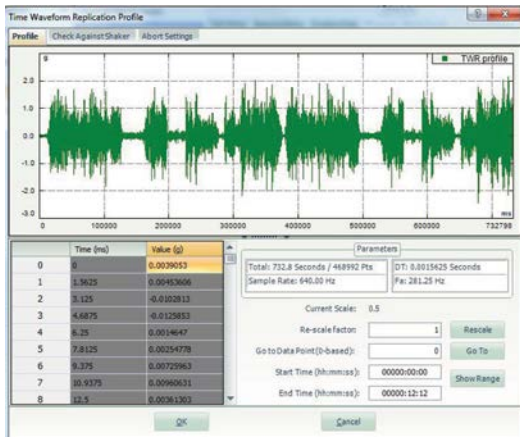 Time Waveform Replication Profile
Profile Check Against Shaker Abort Settings
g
TWR profile
2.0
1.0
0.0
-1.0
-2.0
-3.0
ms
0 100000 200000 300000 400000 500000 600000 732798
Time (ms) Value (g)
0 0 0.0039053
1 1.5625 0.00453606
2 3.125 -0.0102813
3 4.6875 -0.0125853
4 6.25 0.0014647
5 7.8125 0.00254778
6 9.375 0.00725963
7 10.9375 0.00960631
8 12.5 0.00361303
Parameters
Total: 732.8 Seconds / 468992 Pts
DT: 0.0015625 Seconds
Sample Rate: 640.00 Hz
Fa: 281.25 Hz
Current Scale: 0.5
Re-scale factor: 1 Rescale
Go to Data Point (0-based): 0 Go To
Start Time (hh:mm:ss): 00000:00:00
Show Range
End Time (hh:mm:ss): 00000:12:12
OK Cancel